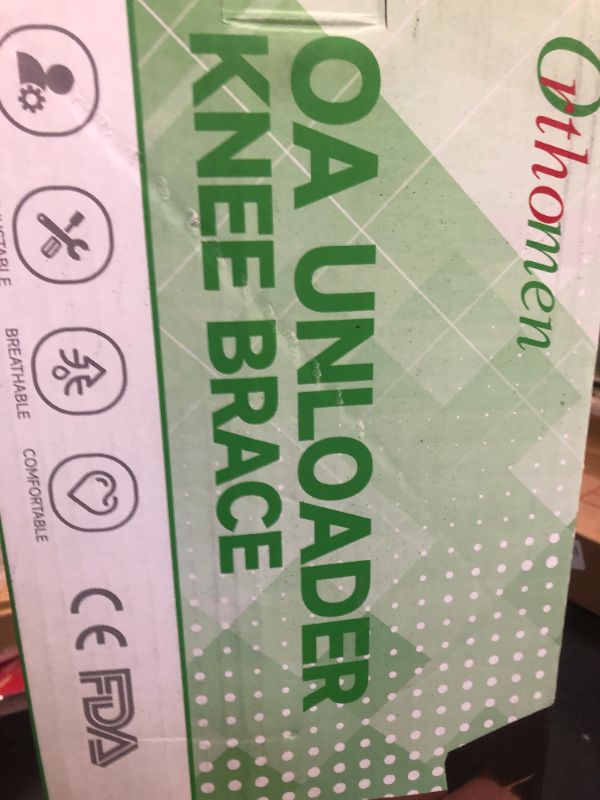 Orthomen
OA UNLOADER
KNEE BRACE
BREATHABLE
COMFORTABLE
CE FDA